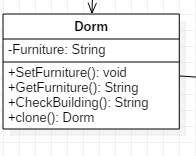 Dorm
-Furniture: String
+SetFurniture(): void
+GetFurniture(): String
+CheckBuilding(): String
+clone(): Dorm